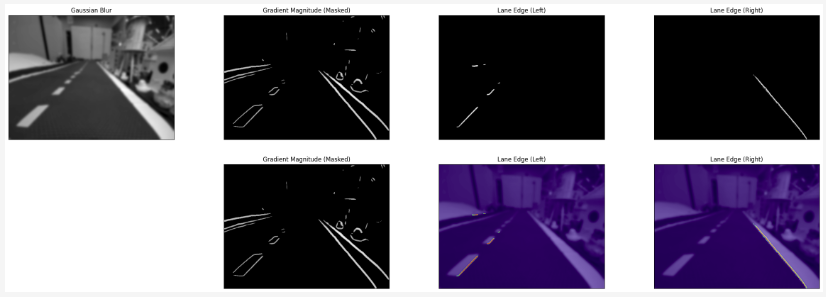 Gaussian Blur
Gradient Magnitude (Masked)
Lane Edge (Left)
Lane Edge (Right)
Gradient Magnitude (Masked)
Lane Edge (Left)
Lane Edge (Right)